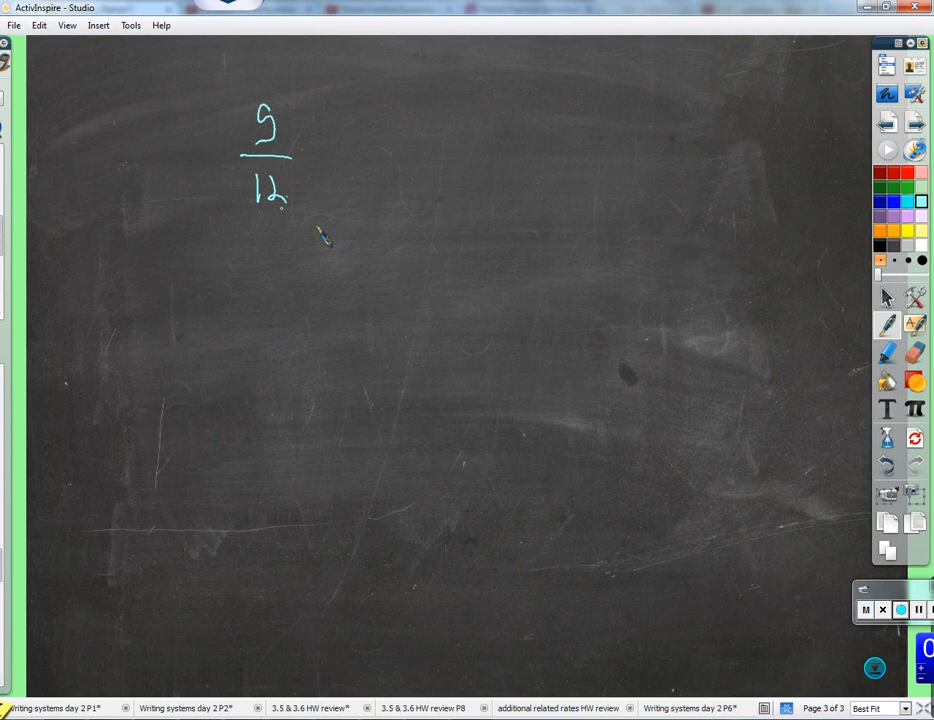 ActivInspire - Studio
File Edit View Insert Tools Help
9
12
M
0
riting systems day 2 P1* Writing systems day 2 P2* 3.5 & 3.6 HW review* 3.5 & 3.6 HW review P8 additional related rates HW review Writing systems day 2 P6* Page 3 of 3 Best Fit